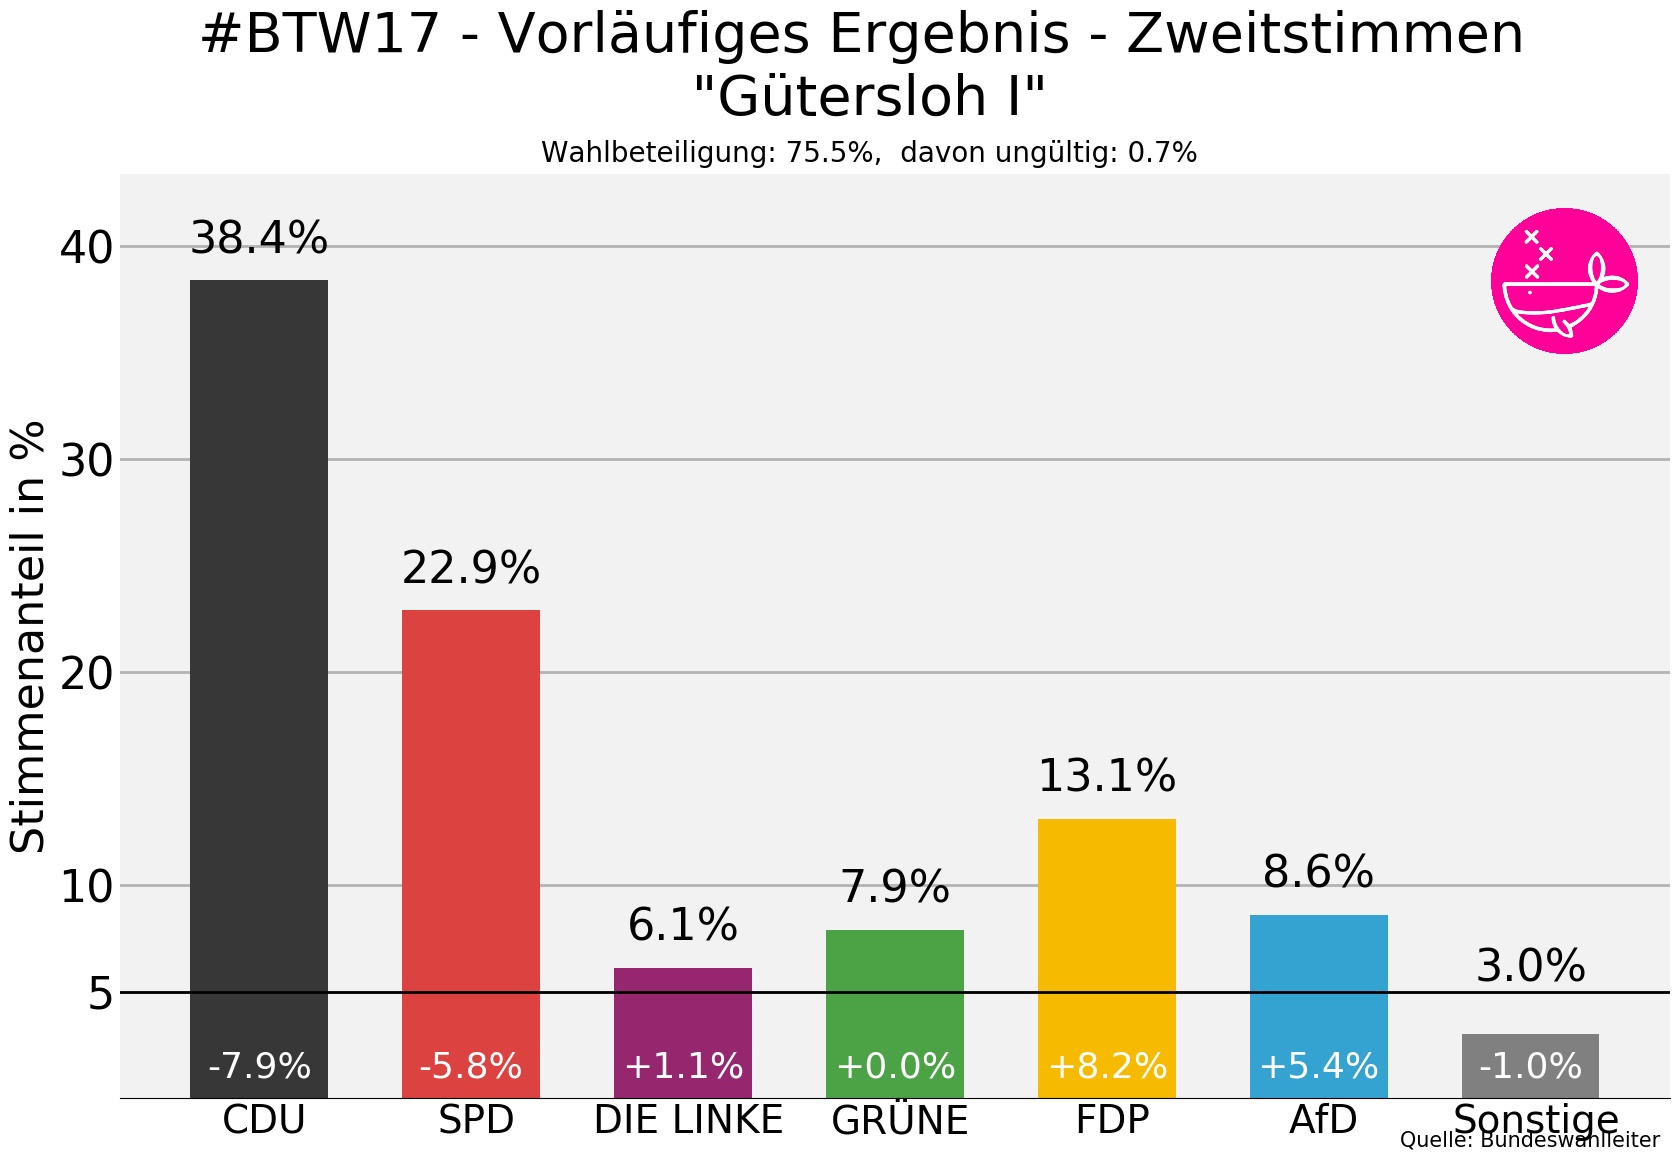 #BTW17 - Vorläufiges Ergebnis - Zweitstimmen
"Gütersloh I"
Wahlbeteiligung: 75.5%,  davon ungültig: 0.7%
Stimmenanteil in %
40
30
20
10
5
38.4%
22.9%
6.1%
7.9%
13.1%
8.6%
3.0%
-7.9%
-5.8%
+1.1%
+0.0%
+8.2%
+5.4%
-1.0%
CDU
SPD
DIE LINKE
GRÜNE
FDP
AfD
Sonstige
Quelle: Bundeswahlleiter